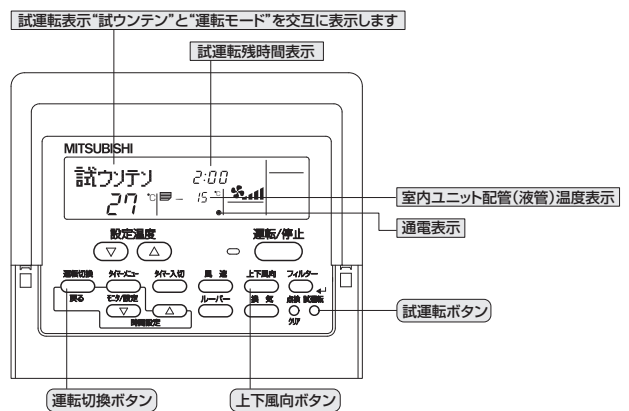 試運転表示“試ウンテン”と“運転モード”を交互に表示します
試運転残時間表示
MITSUBISHI
試ウンテン 2:00
27 ℃ - 15 ℃
室内ユニット配管(液管)温度表示
通電表示
設定温度 運転/停止
▽ △
運転切換 タイマーメニュー タイマー入切 風 速 上下風向 フィルター
戻る モニタ/設定 ルーバー 換 気 点検 試運転
▽ △
時間設定 クリア
試運転ボタン
運転切換ボタン 上下風向ボタン